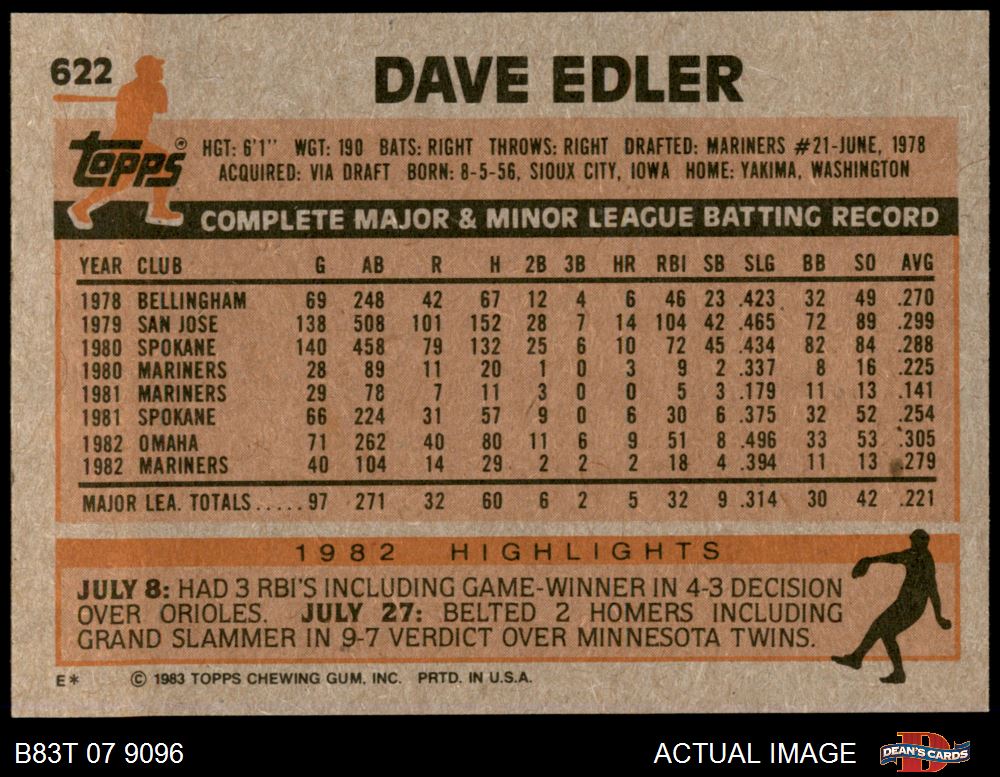 622
DAVE EDLER
TOPPS®
HGT: 6'1" WGT: 190 BATS: RIGHT THROWS: RIGHT DRAFTED: MARINERS #21-JUNE, 1978
ACQUIRED: VIA DRAFT BORN: 8-5-56, SIOUX CITY, IOWA HOME: YAKIMA, WASHINGTON
COMPLETE MAJOR & MINOR LEAGUE BATTING RECORD
YEAR CLUB G AB R H 2B 3B HR RBI SB SLG BB SO AVG
1978 BELLINGHAM 69 248 42 67 12 4 6 46 23 .423 32 49 .270
1979 SAN JOSE 138 508 101 152 28 7 14 104 42 .465 72 89 .299
1980 SPOKANE 140 458 79 132 25 6 10 72 45 .434 82 84 .288
1980 MARINERS 28 89 11 20 1 0 3 9 2 .337 8 16 .225
1981 MARINERS 29 78 7 11 3 0 0 5 3 .179 11 13 .141
1981 SPOKANE 66 224 31 57 9 0 6 30 6 .375 32 52 .254
1982 OMAHA 71 262 40 80 11 6 9 51 8 .496 33 53 .305
1982 MARINERS 40 104 14 29 2 2 2 18 4 .394 11 13 .279
MAJOR LEA. TOTALS.....97 271 32 60 6 2 5 32 9 .314 30 42 .221
1982 HIGHLIGHTS
JULY 8: HAD 3 RBI'S INCLUDING GAME-WINNER IN 4-3 DECISION
OVER ORIOLES. JULY 27: BELTED 2 HOMERS INCLUDING
GRAND SLAMMER IN 9-7 VERDICT OVER MINNESOTA TWINS.
E* © 1983 TOPPS CHEWING GUM, INC. PRTD. IN U.S.A.
B83T 07 9096 ACTUAL IMAGE
D
DEAN'S CARDS